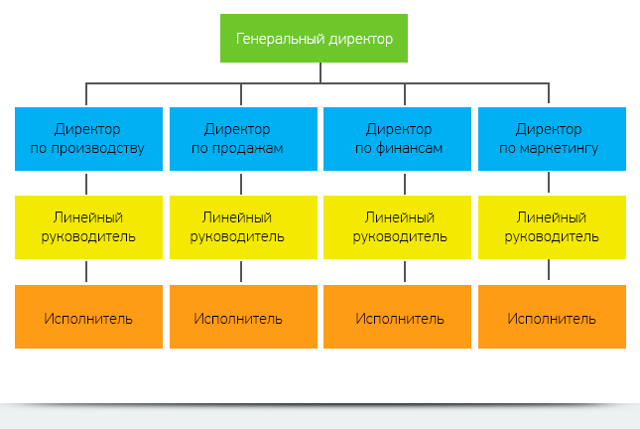 Генеральный директор
Директор
по производству
Директор
по продажам
Директор
по финансам
Директор
по маркетингу
Линейный
руководитель
Линейный
руководитель
Линейный
руководитель
Линейный
руководитель
Исполнитель
Исполнитель
Исполнитель
Исполнитель